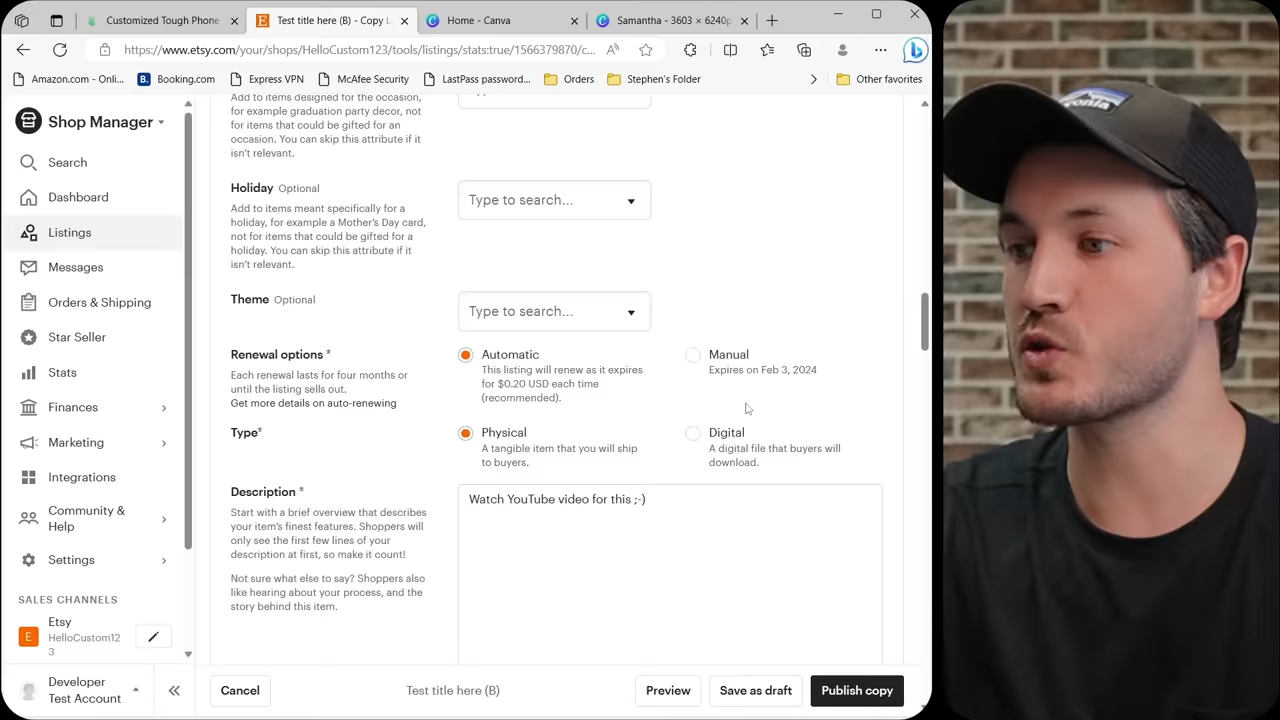 Customized Tough Phone
Test title here (B) - Copy L
Home - Canva
Samantha - 3603 × 6240p
https://www.etsy.com/your/shops/HelloCustom123/tools/listings/stats:true/1566379870/c...
Amazon.com - Onli...
Booking.com
Express VPN
McAfee Security
LastPass password...
Orders
Stephen's Folder
Other favorites
Shop Manager
Search
Dashboard
Listings
Messages
Orders & Shipping
Star Seller
Stats
Finances
Marketing
Integrations
Community &
Help
Settings
SALES CHANNELS
E
Etsy
HelloCustom12
3
Developer
Test Account
Add to items designed for the occasion,
for example graduation party decor, not
for items that could be gifted for an
occasion. You can skip this attribute if it
isn't relevant.
Holiday Optional
Type to search...
Add to items meant specifically for a
holiday, for example a Mother's Day card,
not for items that could be gifted for a
holiday. You can skip this attribute if it
isn't relevant.
Theme Optional
Type to search...
Renewal options *
Each renewal lasts for four months or
until the listing sells out.
Get more details on auto-renewing
Automatic
This listing will renew as it expires
for $0.20 USD each time
(recommended).
Manual
Expires on Feb 3, 2024
Type*
Physical
A tangible item that you will ship
to buyers.
Digital
A digital file that buyers will
download.
Description *
Start with a brief overview that describes
your item's finest features. Shoppers will
only see the first few lines of your
description at first, so make it count!
Not sure what else to say? Shoppers also
like hearing about your process, and the
story behind this item.
Watch YouTube video for this ;-)
Cancel
Test title here (B)
Preview
Save as draft
Publish copy